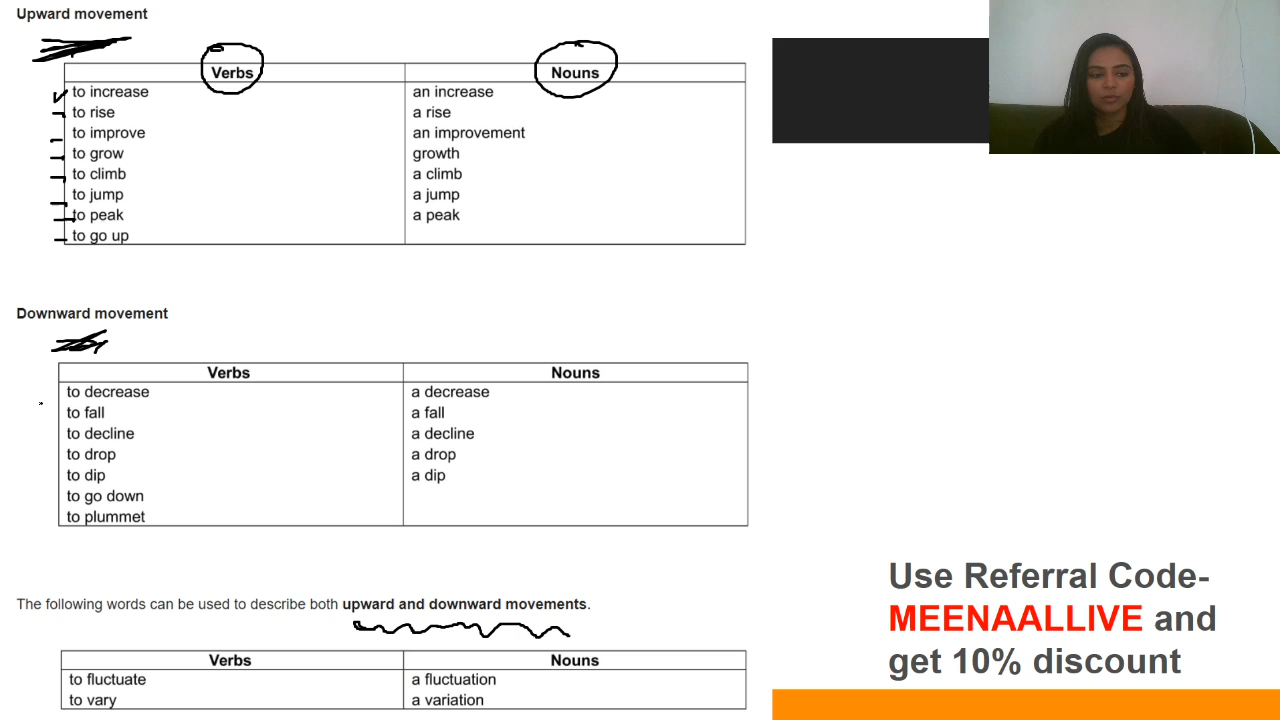 Upward movement
Verbs Nouns
to increase an increase
to rise a rise
to improve an improvement
to grow growth
to climb a climb
to jump a jump
to peak a peak
to go up
Downward movement
Verbs Nouns
to decrease a decrease
to fall a fall
to decline a decline
to drop a drop
to dip a dip
to go down
to plummet
The following words can be used to describe both upward and downward movements.
Verbs Nouns
to fluctuate a fluctuation
to vary a variation
Use Referral Code-
MEENAALLIVE and
get 10% discount